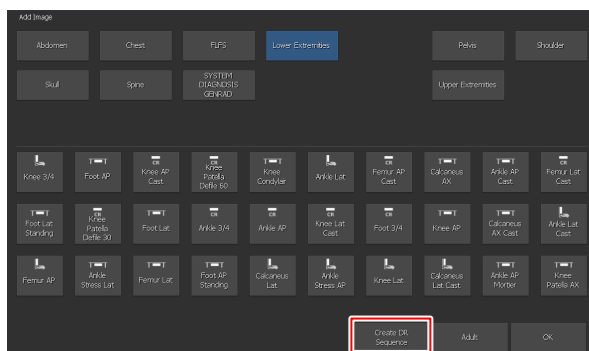 Add Image
Abdomen
Chest
FLFS
Lower Extremities
Pelvis
Shoulder
Skull
Spine
SYSTEM
DIAGNOSIS
GENRAD
Upper Extremties
Knee 3/4
Foot AP
CR
Knee AP
Cast
CR
Knee
Patella
Defile 60
Knee
Condylair
Ankle Lat
CR
Femur AP
Cast
Calcaneus
AX
Ankle AP
Cast
CR
Femur Lat
Cast
Foot Lat
Standing
CR
Knee
Patella
Defile 30
Foot Lat
CR
Ankle 3/4
CR
Ankle AP
CR
Knee Lat
Cast
CR
Foot 3/4
Knee AP
Calcaneus
AX Cast
Ankle Lat
Cast
Femur AP
Ankle
Stress Lat
Femur Lat
Foot AP
Standing
Calcaneus
Lat
Ankle
Stress AP
Knee Lat
Calcaneus
Lat Cast
Ankle AP
Mortier
Knee
Patella AX
Create DR
Sequence
Adult
OK